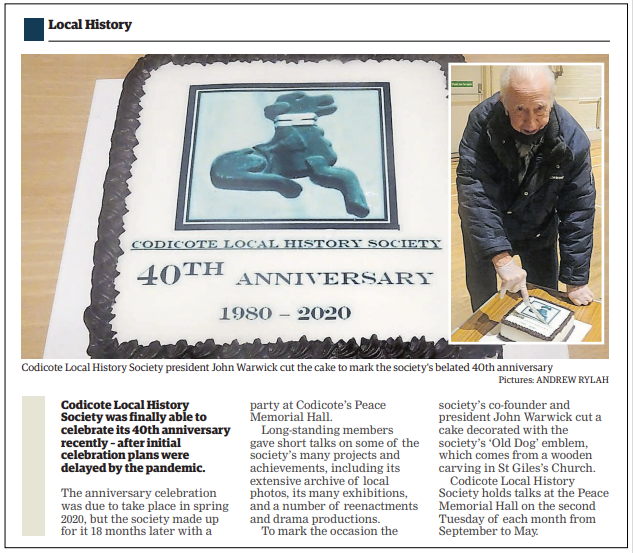 Local History
CODICOTE LOCAL HISTORY SOCIETY
40TH ANNIVERSARY
1980 – 2020
Codicote Local History Society president John Warwick cut the cake to mark the society's belated 40th anniversary
Pictures: ANDREW RYLAH
Codicote Local History
Society was finally able to
celebrate its 40th anniversary
recently – after initial
celebration plans were
delayed by the pandemic.
The anniversary celebration
was due to take place in spring
2020, but the society made up
for it 18 months later with a
party at Codicote's Peace
Memorial Hall.
Long-standing members
gave short talks on some of the
society's many projects and
achievements, including its
extensive archive of local
photos, its many exhibitions,
and a number of reenactments
and drama productions.
To mark the occasion the
society's co-founder and
president John Warwick cut a
cake decorated with the
society's 'Old Dog' emblem,
which comes from a wooden
carving in St Giles's Church.
Codicote Local History
Society holds talks at the Peace
Memorial Hall on the second
Tuesday of each month from
September to May.